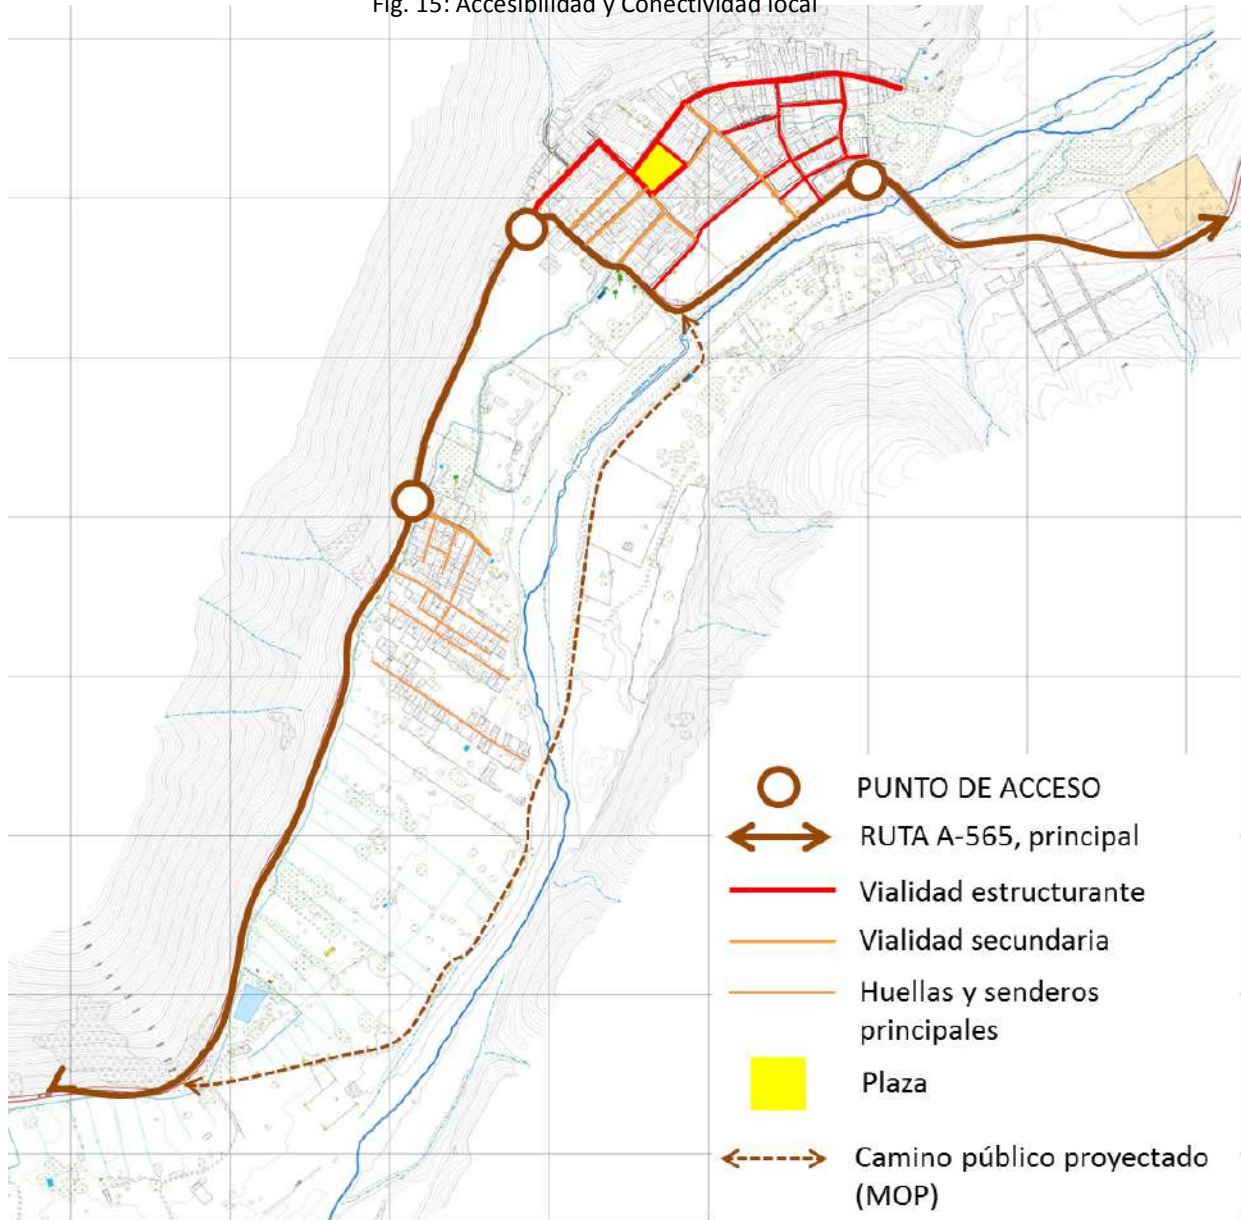 Fig. 15: Accesibilidad y Conectividad local
PUNTO DE ACCESO
RUTA A-565, principal
Vialidad estructurante
Vialidad secundaria
Huellas y senderos
principales
Plaza
Camino público proyectado
(MOP)